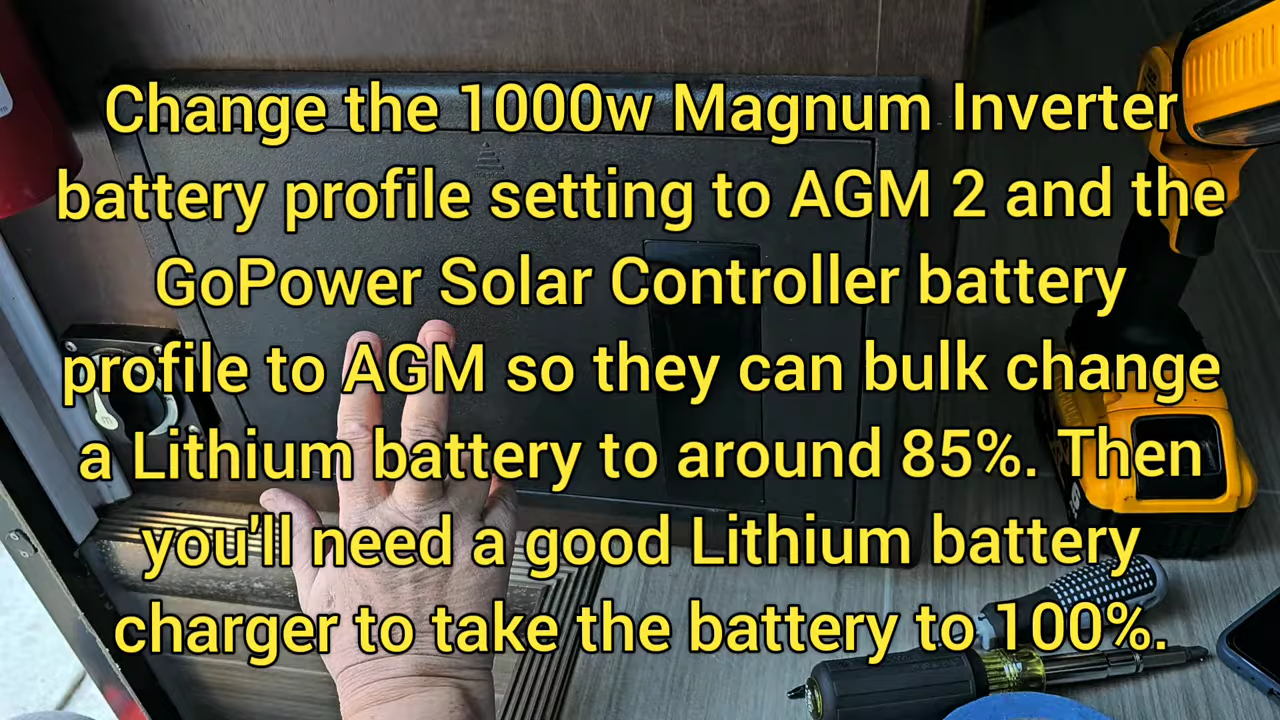 Change the 1000w Magnum Inverter
battery profile setting to AGM 2 and the
GoPower Solar Controller battery
profile to AGM so they can bulk change
a Lithium battery to around 85%. Then
you'll need a good Lithium battery
charger to take the battery to 100%.